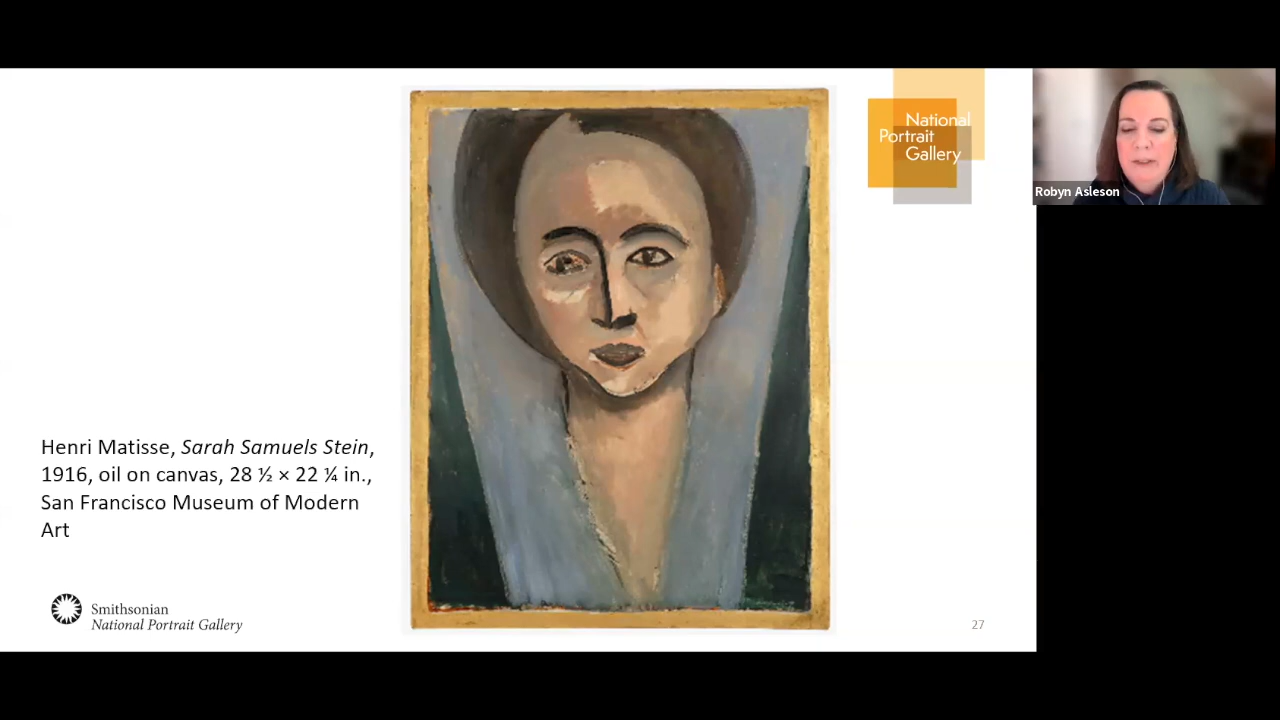 National
Portrait
Gallery
Robyn Asleson
Henri Matisse, Sarah Samuels Stein,
1916, oil on canvas, 28 ½ × 22 ¼ in.,
San Francisco Museum of Modern
Art
Smithsonian
National Portrait Gallery
27